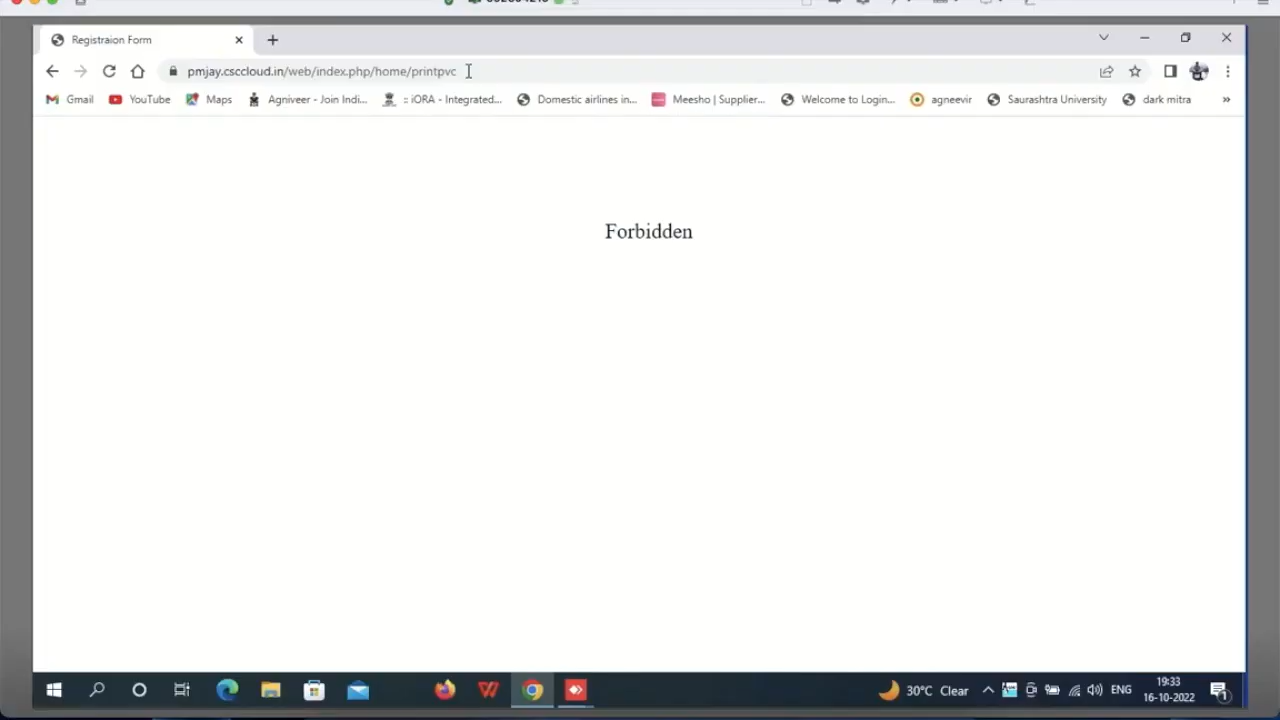 Registraion Form
pmjay.csccloud.in/web/index.php/home/printpvc
Gmail YouTube Maps Agniveer - Join Indi... :: iORA - Integrated... Domestic airlines in... Meesho | Supplier... Welcome to Login... agneevir Saurashtra University dark mitra »
Forbidden
30°C Clear ENG 19:33
16-10-2022
1